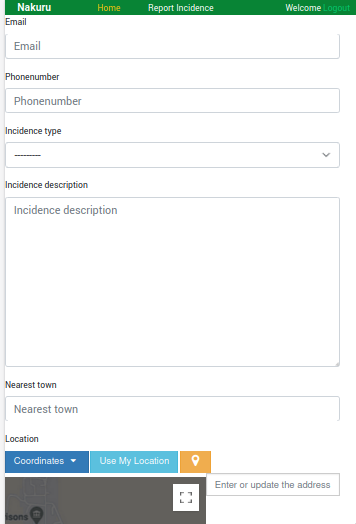 Nakuru Home Report Incidence Welcome Logout
Email
Email
Phonenumber
Phonenumber
Incidence type
---------
Incidence description
Incidence description
Nearest town
Nearest town
Location
Coordinates Use My Location
Enter or update the address
isons